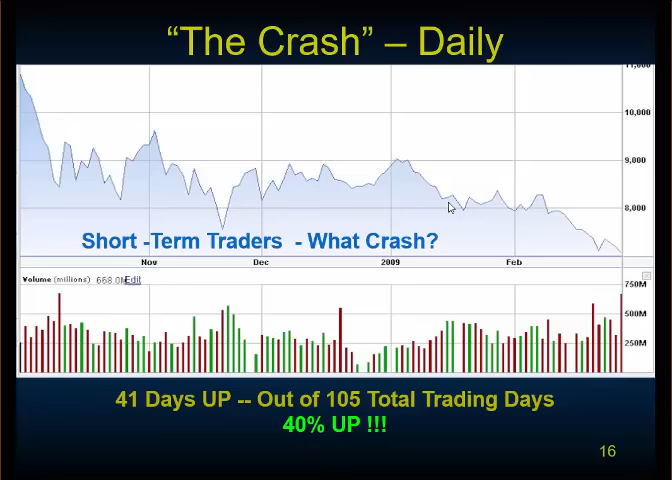 “The Crash” – Daily
11,000
10,000
9,000
8,000
Short -Term Traders - What Crash?
Nov Dec 2009 Feb
Volume (millions) 668.0M Edit
750M
500M
250M
41 Days UP -- Out of 105 Total Trading Days
40% UP !!!
16